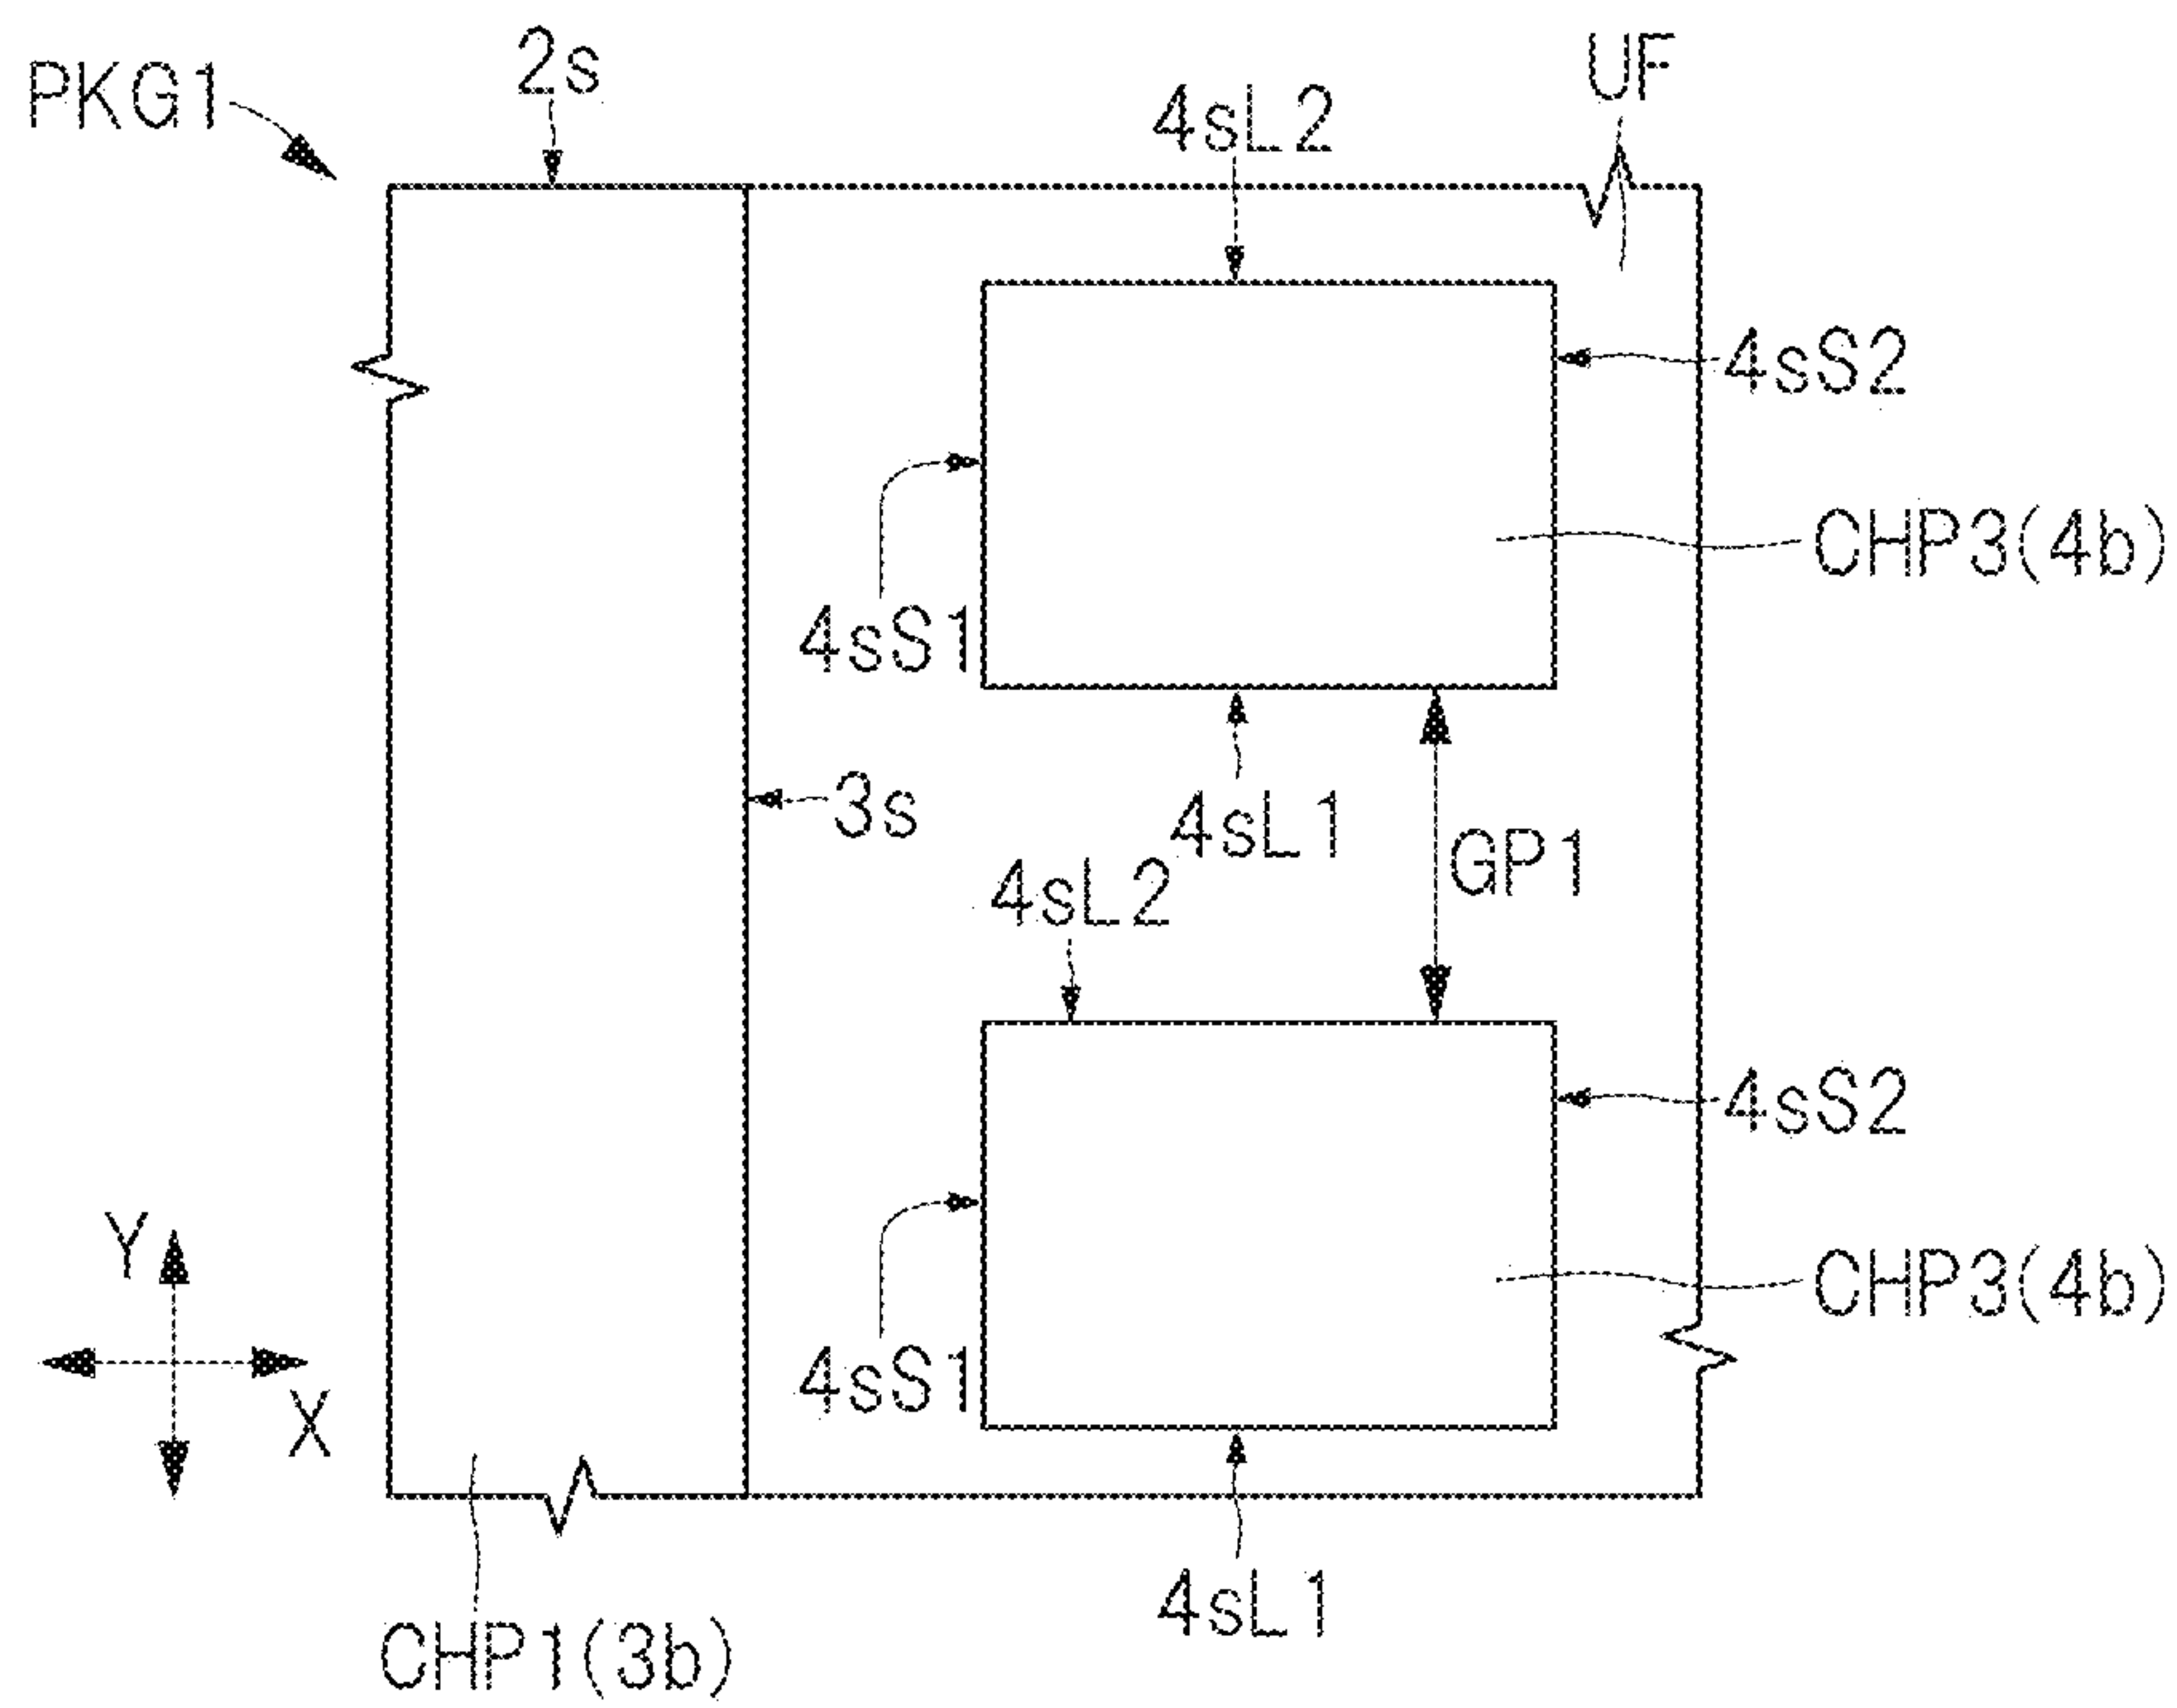 PKG1
2s
UF
4sL2
4sS2
CHP3(4b)
4sS1
3s
4sL1
GP1
4sL2
4sS2
CHP3(4b)
4sS1
Y
X
4sL1
CHP1(3b)